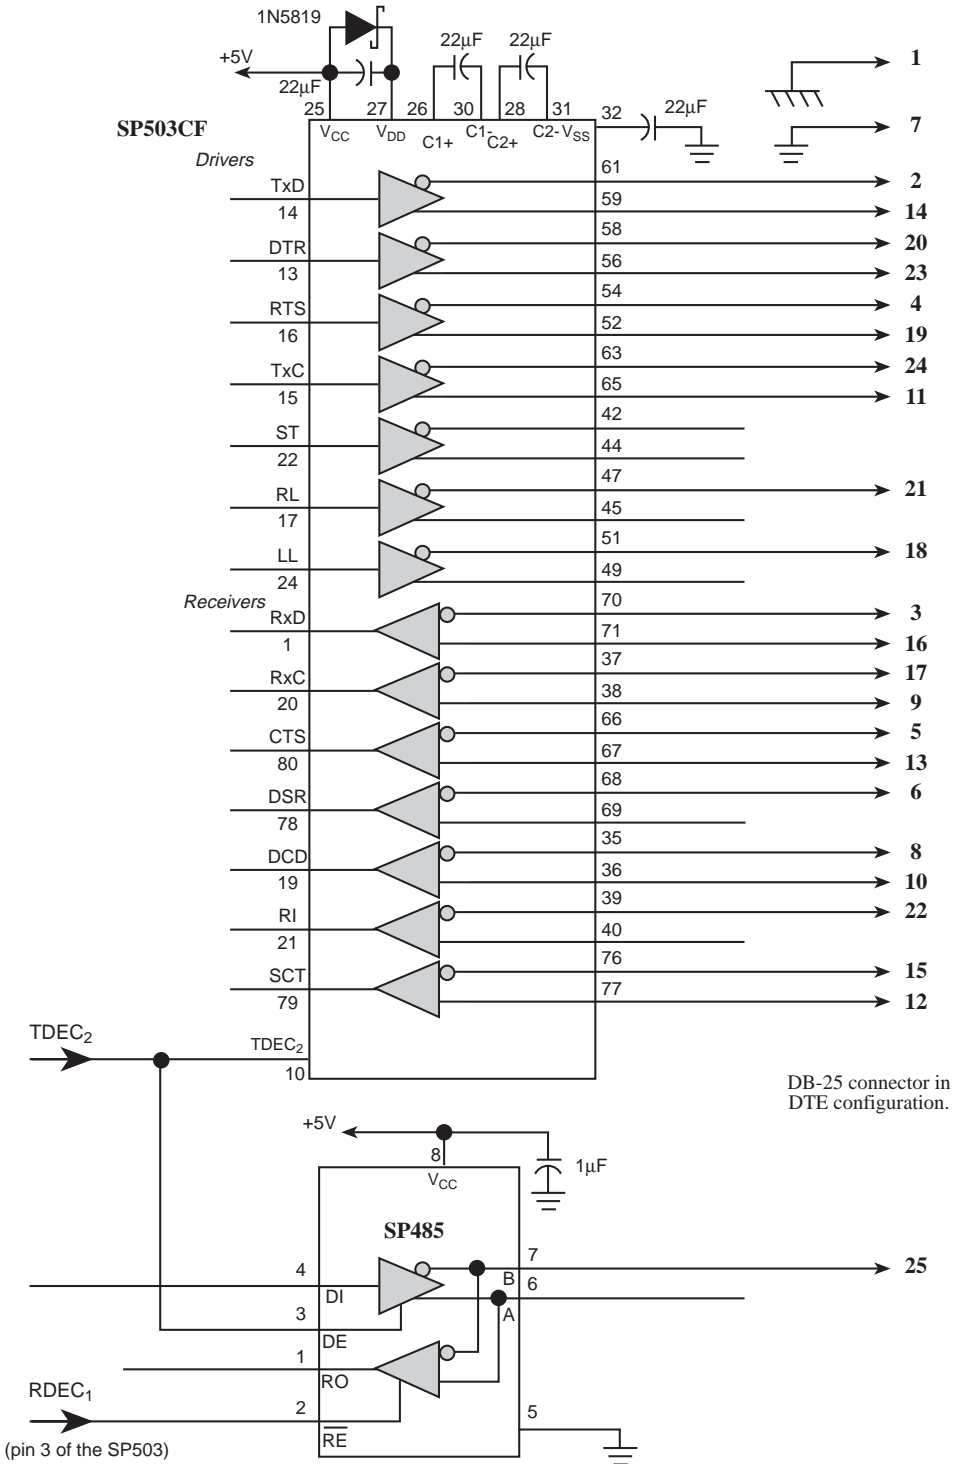 1N5819
22µF 22µF
+5V
1
22µF
25 27 26 30 28 31 32 22µF
SP503CF
VCC VDD C1+ C1- C2+ C2- VSS
7
Drivers
61
TxD 2
59
14 14
58
DTR 20
56
13 23
54
RTS 4
52
16 19
63
TxC 24
65
15 11
42
ST
44
22
47
RL 21
45
17
51
LL 18
49
24
Receivers 70
RxD 3
71
1 16
37
RxC 17
38
20 9
66
CTS 5
67
80 13
68
DSR 6
69
78
35
DCD 8
36
19 10
39
RI 22
40
21
76
SCT 15
77
79 12
TDEC2
TDEC2
10
DB-25 connector in
DTE configuration.
+5V
8
1µF
VCC
SP485
7
4 25
B 6
DI
3 A
DE
1
RO
RDEC1
2 5
RE
(pin 3 of the SP503)